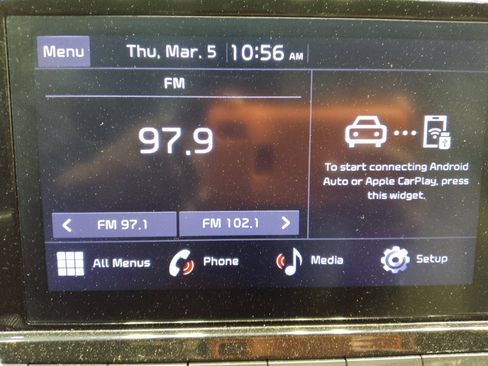 Menu Thu, Mar. 5 10:56 AM
FM
97.9
To start connecting Android
Auto or Apple CarPlay, press
this widget.
< FM 97.1 FM 102.1 >
All Menus Phone Media Setup